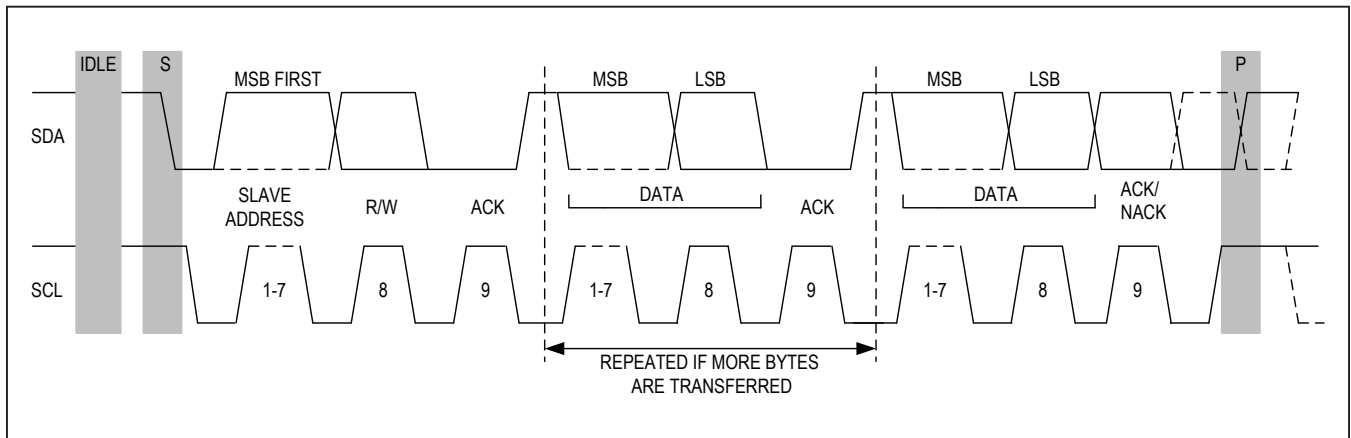 IDLE
S
MSB FIRST
MSB
LSB
MSB
LSB
P
SDA
SLAVE
ADDRESS
R/W
ACK
DATA
ACK
DATA
ACK/
NACK
SCL
1-7
8
9
1-7
8
9
1-7
8
9
REPEATED IF MORE BYTES
ARE TRANSFERRED